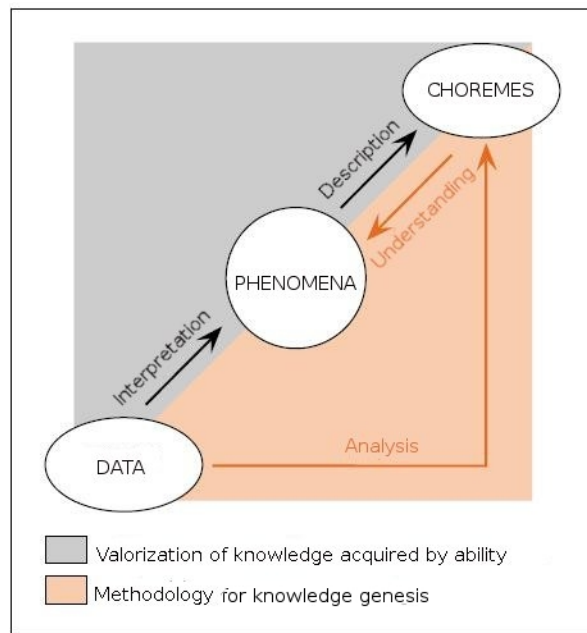 CHOREMES
Description
Understanding
PHENOMENA
Interpretation
Analysis
DATA
Valorization of knowledge acquired by ability
Methodology for knowledge genesis